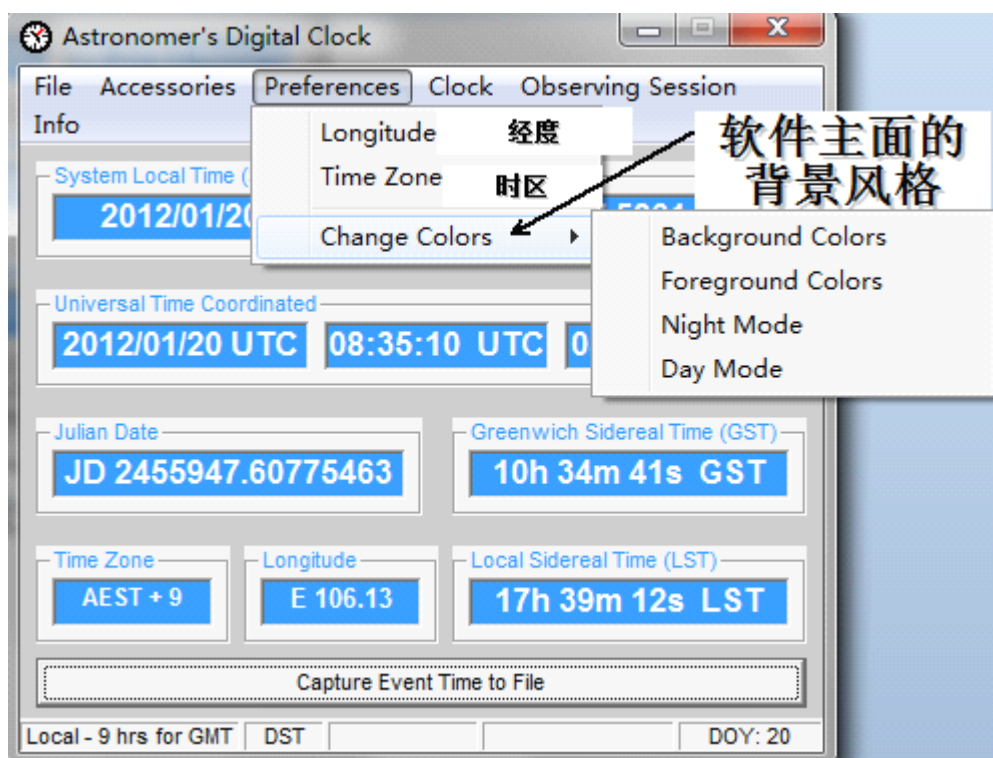 Astronomer's Digital Clock
File Accessories Preferences Clock Observing Session
Info
Longitude 经度
Time Zone 时区
Change Colors
软件主面的
背景风格
Background Colors
Foreground Colors
Night Mode
Day Mode
System Local Time (
2012/01/20
Universal Time Coordinated
2012/01/20 UTC 08:35:10 UTC 0
Julian Date
JD 2455947.60775463
Greenwich Sidereal Time (GST)
10h 34m 41s GST
Time Zone
AEST + 9
Longitude
E 106.13
Local Sidereal Time (LST)
17h 39m 12s LST
Capture Event Time to File
Local - 9 hrs for GMT DST DOY: 20